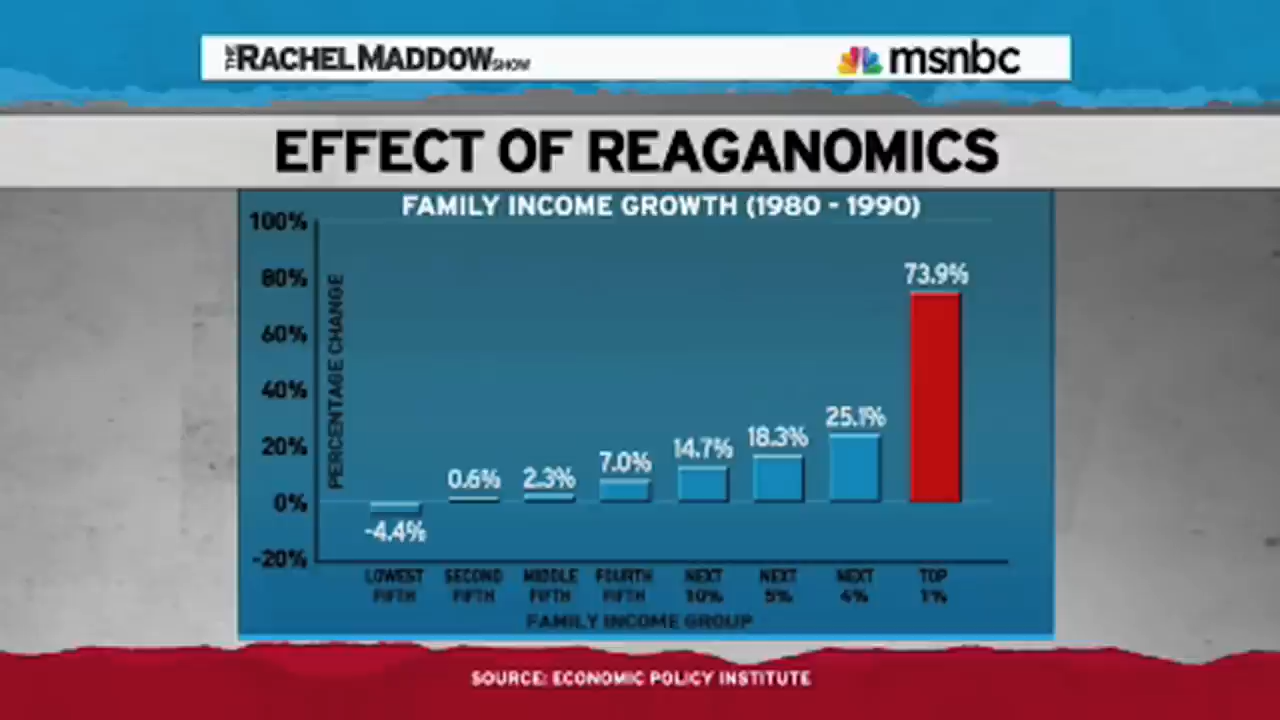 THE RACHEL MADDOW SHOW
msnbc
EFFECT OF REAGANOMICS
FAMILY INCOME GROWTH (1980 - 1990)
100%
80%
60%
40%
20%
0%
-20%
PERCENTAGE CHANGE
-4.4%
0.6%
2.3%
7.0%
14.7%
18.3%
25.1%
73.9%
LOWEST FIFTH
SECOND FIFTH
MIDDLE FIFTH
FOURTH FIFTH
NEXT 10%
NEXT 5%
NEXT 4%
TOP 1%
FAMILY INCOME GROUP
SOURCE: ECONOMIC POLICY INSTITUTE